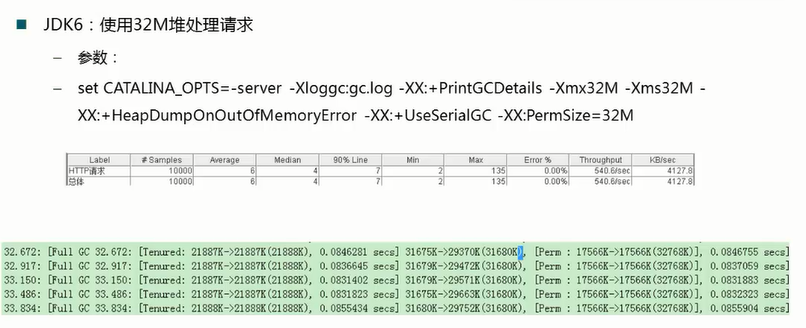 JDK6：使用32M堆处理请求
– 参数：
– set CATALINA_OPTS=-server -Xloggc:gc.log -XX:+PrintGCDetails -Xmx32M -Xms32M -
XX:+HeapDumpOnOutOfMemoryError -XX:+UseSerialGC -XX:PermSize=32M
Label # Samples Average Median 90% Line Min Max Error % Throughput KB/sec
HTTP请求 10000 6 4 7 2 135 0.00% 540.6/sec 4127.8
总体 10000 6 4 7 2 135 0.00% 540.6/sec 4127.8
32.672: [Full GC 32.672: [Tenured: 21887K->21887K(21888K), 0.0846281 secs] 31675K->29370K(31680K), [Perm : 17566K->17566K(32768K)], 0.0846755 secs]
32.917: [Full GC 32.917: [Tenured: 21887K->21887K(21888K), 0.0836645 secs] 31679K->29472K(31680K), [Perm : 17566K->17566K(32768K)], 0.0837059 secs]
33.150: [Full GC 33.150: [Tenured: 21887K->21887K(21888K), 0.0831402 secs] 31679K->29571K(31680K), [Perm : 17566K->17566K(32768K)], 0.0831883 secs]
33.486: [Full GC 33.486: [Tenured: 21887K->21887K(21888K), 0.0831823 secs] 31675K->29663K(31680K), [Perm : 17566K->17566K(32768K)], 0.0832323 secs]
33.834: [Full GC 33.834: [Tenured: 21887K->21887K(21888K), 0.0855434 secs] 31680K->29752K(31680K), [Perm : 17566K->17566K(32768K)], 0.0855904 secs]